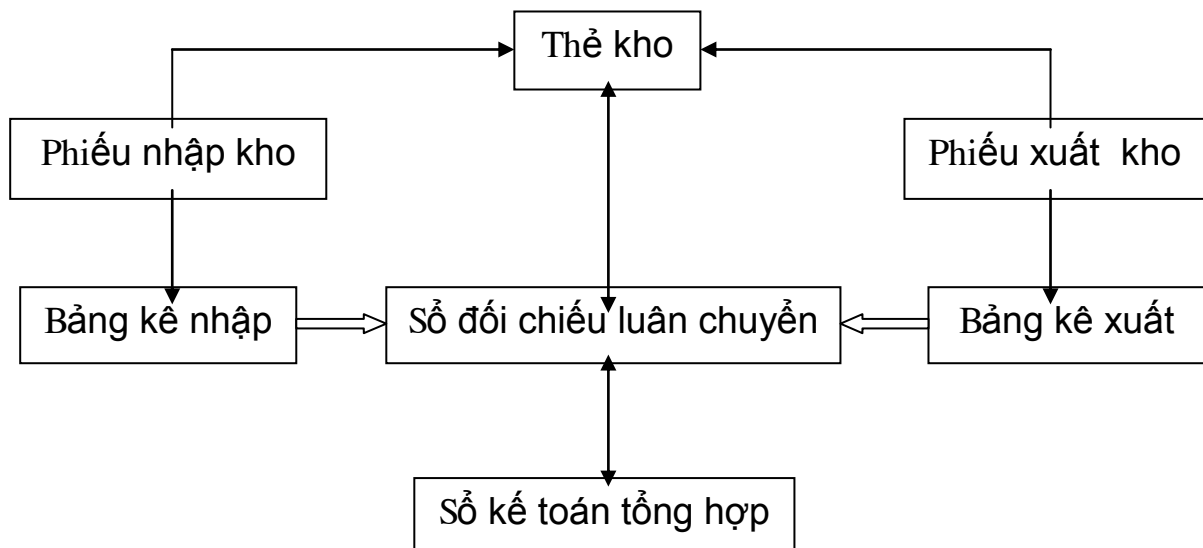 Thẻ kho
Phiếu nhập kho
Phiếu xuất kho
Bảng kê nhập
Sổ đối chiếu luân chuyển
Bảng kê xuất
Sổ kế toán tổng hợp